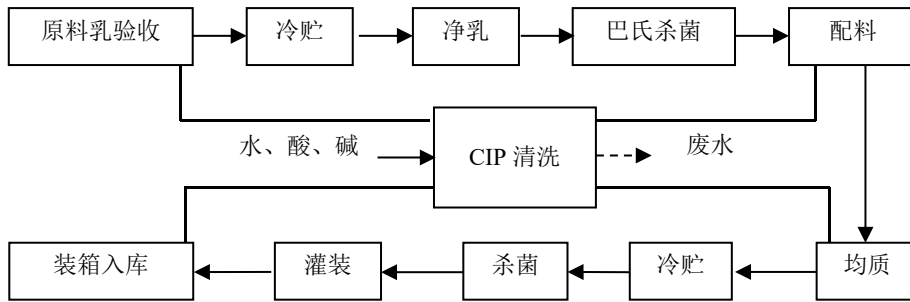 原料乳验收
冷贮
净乳
巴氏杀菌
配料
水、酸、碱
CIP 清洗
废水
装箱入库
灌装
杀菌
冷贮
均质